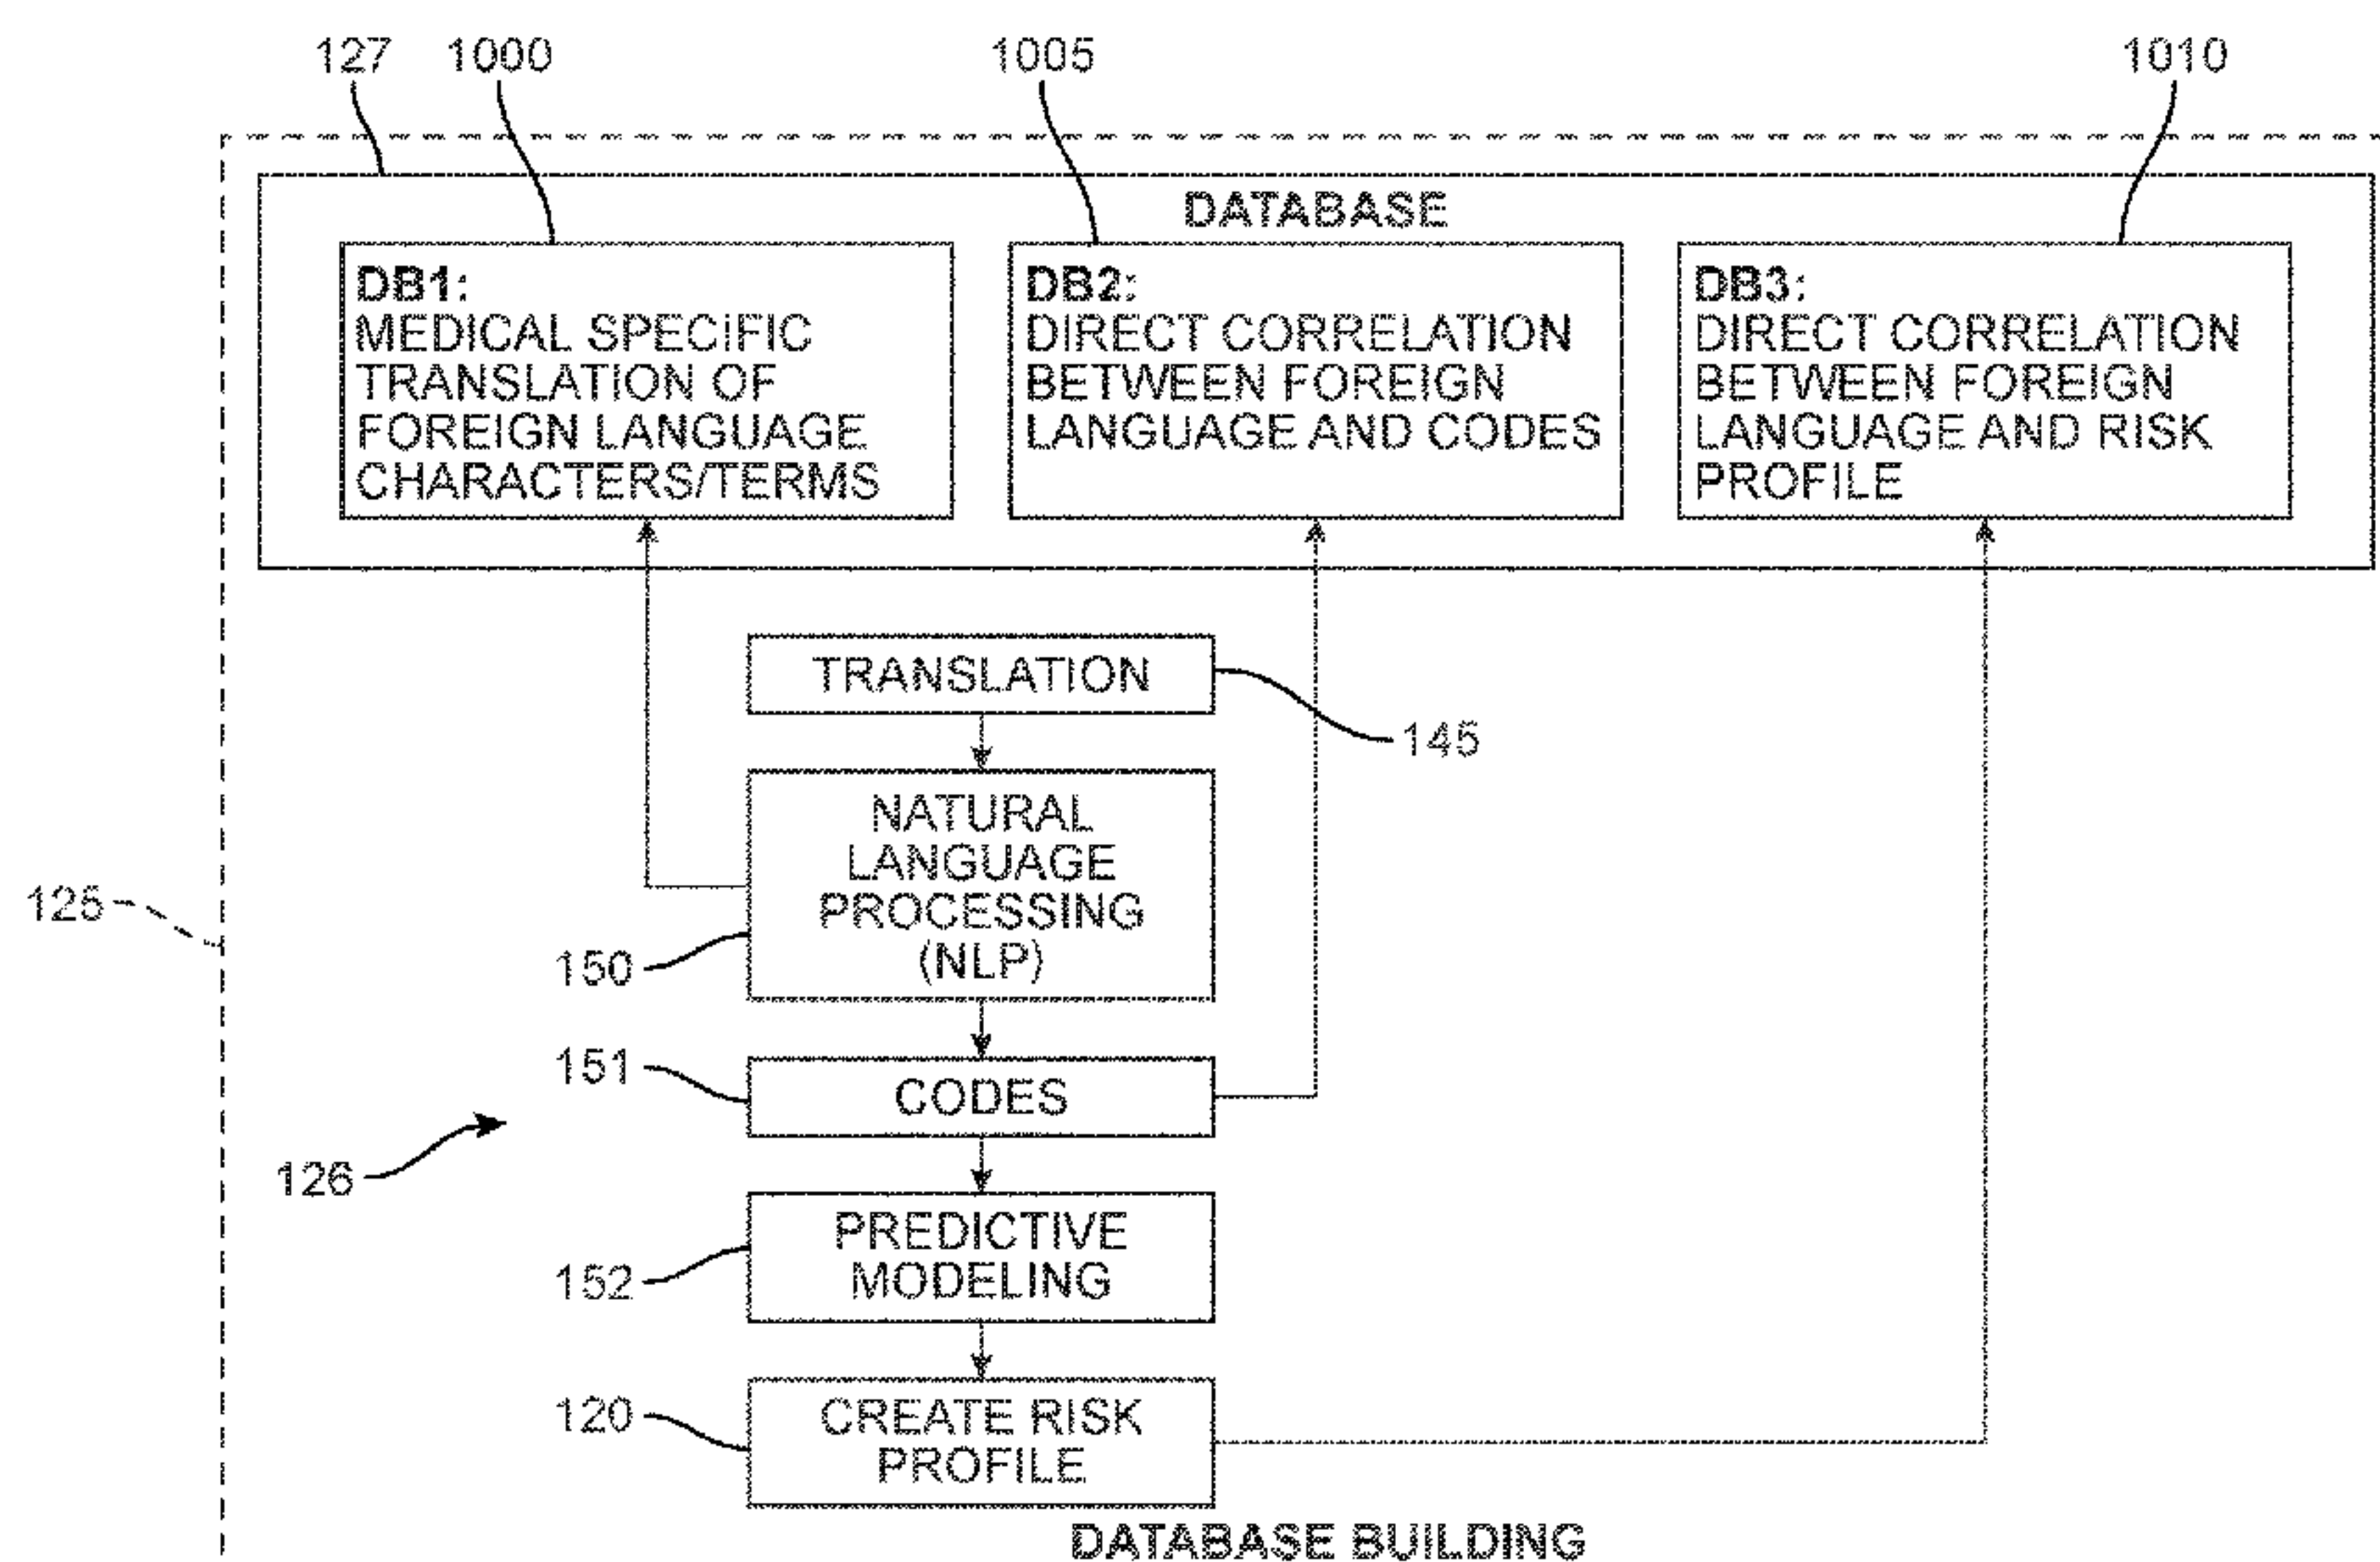 127 1000 1005 1010
DATABASE
DB1:
MEDICAL SPECIFIC
TRANSLATION OF
FOREIGN LANGUAGE
CHARACTERS/TERMS
DB2:
DIRECT CORRELATION
BETWEEN FOREIGN
LANGUAGE AND CODES
DB3:
DIRECT CORRELATION
BETWEEN FOREIGN
LANGUAGE AND RISK
PROFILE
TRANSLATION
145
NATURAL
LANGUAGE
PROCESSING
(NLP)
125
150
151
CODES
126
PREDICTIVE
MODELING
152
120
CREATE RISK
PROFILE
DATABASE BUILDING